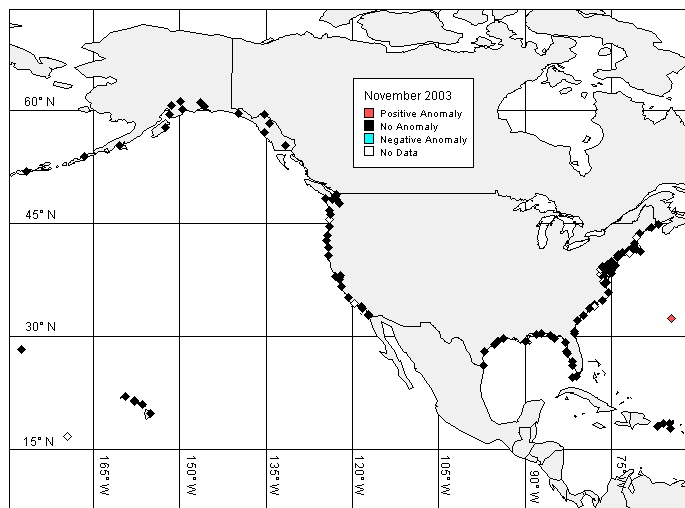 November 2003
Positive Anomaly
No Anomaly
Negative Anomaly
No Data
60° N
45° N
30° N
15° N
165° W
150° W
135° W
120° W
105° W
90° W
75° W